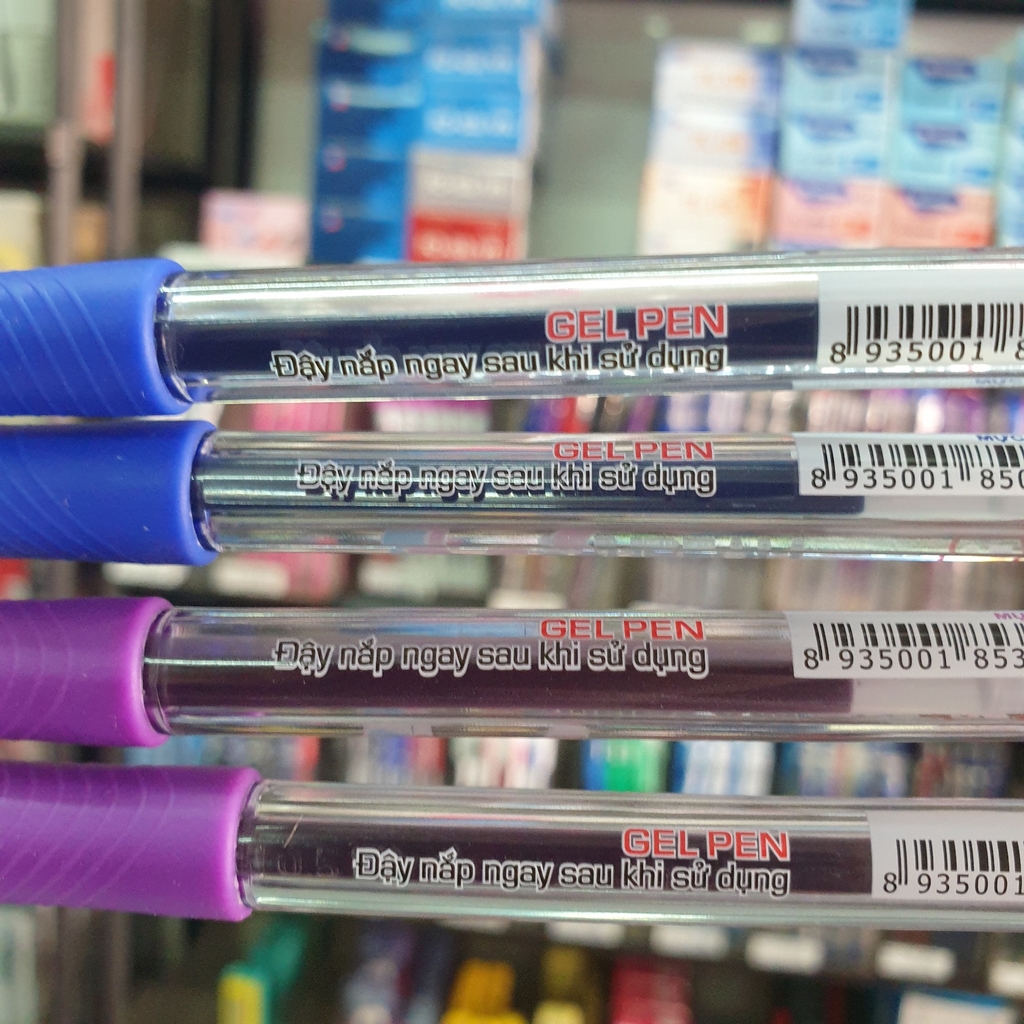 GEL PEN
Đậy nắp ngay sau khi sử dụng
8 935001 8
GEL PEN
Đậy nắp ngay sau khi sử dụng
MỰC
8 935001 850
GEL PEN
Đậy nắp ngay sau khi sử dụng
8 935001 853
GEL PEN
Đậy nắp ngay sau khi sử dụng
8 935001